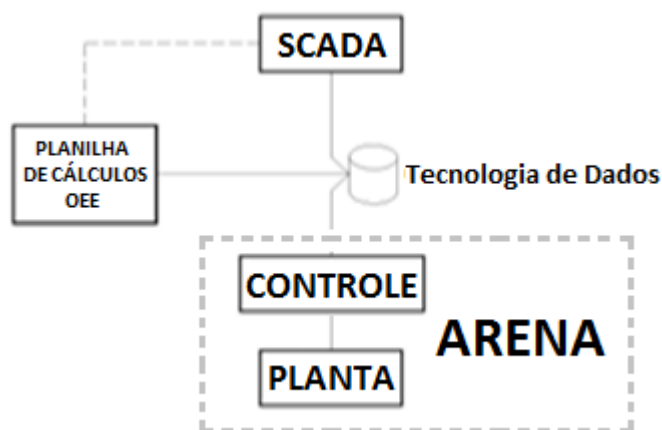 SCADA
PLANILHA
DE CÁLCULOS
OEE
Tecnologia de Dados
CONTROLE
ARENA
PLANTA